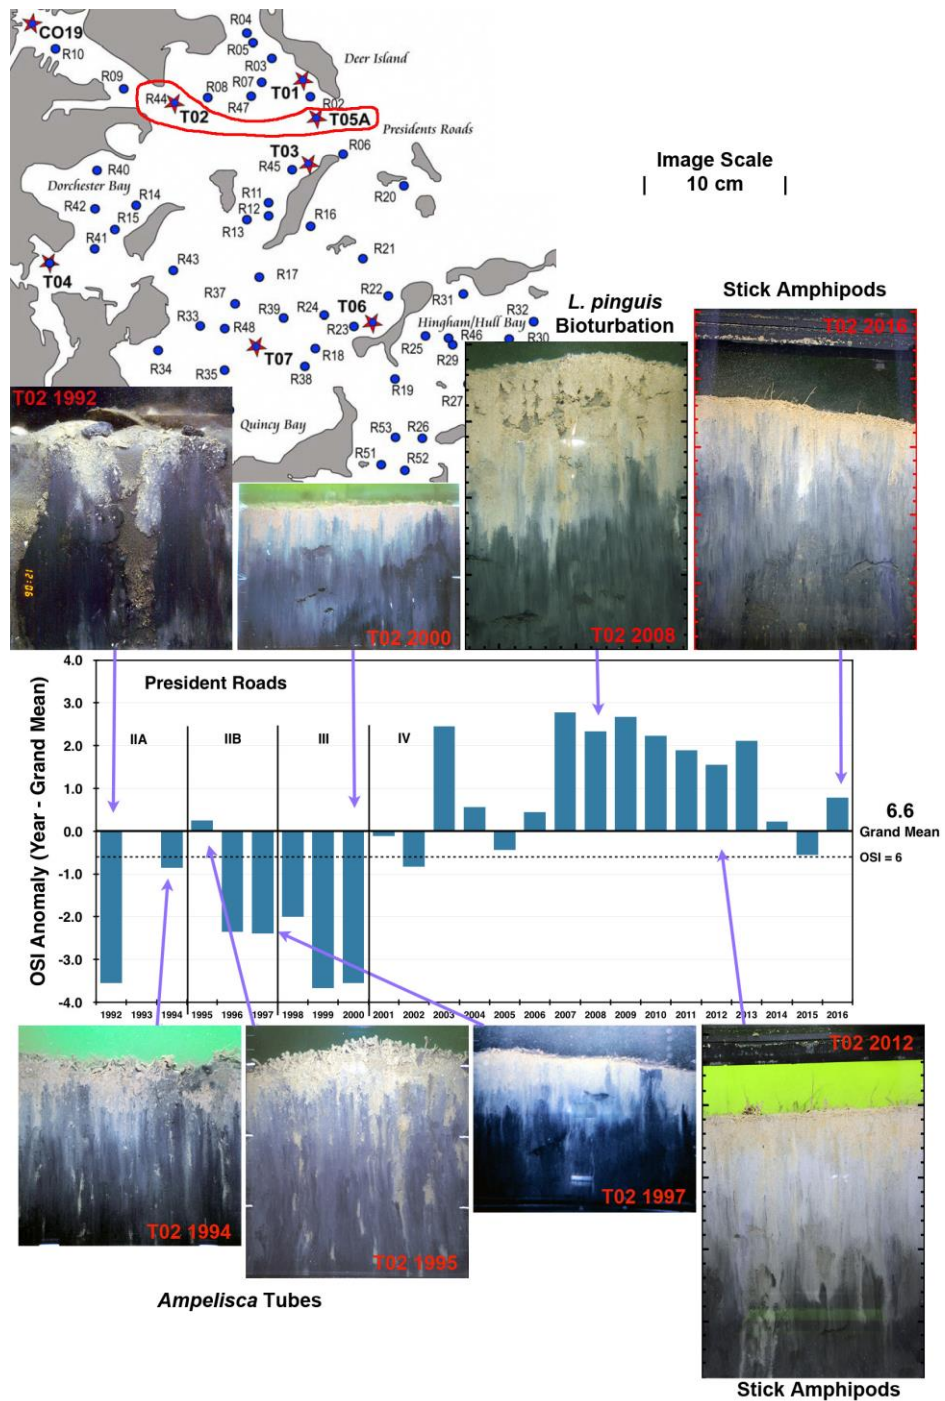 CO19
R10
R04
R05
R03
Deer Island
R09
R44
T02
R08
R07
R47
T01
R02
T05A
Presidents Roads
T03
R06
R45
R40
Dorchester Bay
R42
R14
R15
R41
R11
R12
R13
R16
R20
T04
R43
R21
R17
R37
R22
R31
R33
R48
R39
R24
T06
R23
Hingham/Hull Bay
R32
R46
R30
R25
R29
R34
R35
T07
R18
R38
R19
R27
Quincy Bay
R53
R26
R51
R52
Image Scale
| 10 cm |
L. pinguis
Bioturbation
Stick Amphipods
T02 1992
12:06
T02 2000
T02 2008
T02 2016
OSI Anomaly (Year - Grand Mean)
4.0
3.0
2.0
1.0
0.0
-1.0
-2.0
-3.0
-4.0
President Roads
IIA
IIB
III
IV
6.6
Grand Mean
OSI = 6
1992 1993 1994 1995 1996 1997 1998 1999 2000 2001 2002 2003 2004 2005 2006 2007 2008 2009 2010 2011 2012 2013 2014 2015 2016
T02 1994
T02 1995
T02 1997
T02 2012
Ampelisca Tubes
Stick Amphipods